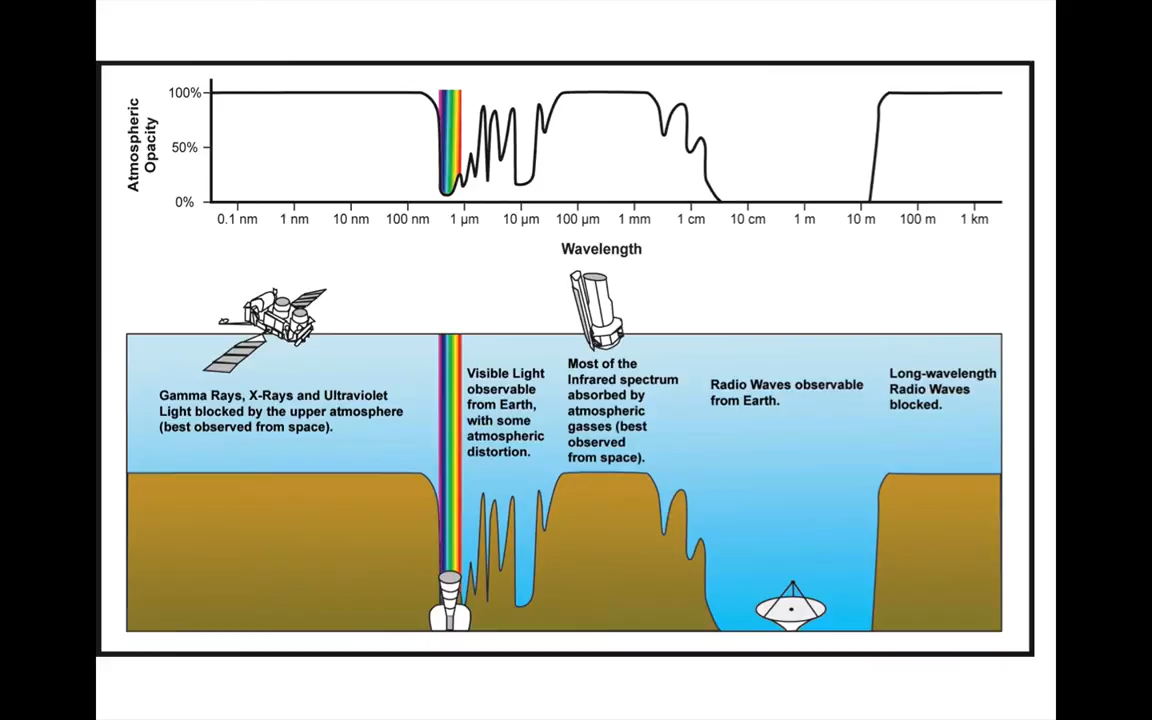 Atmospheric
Opacity
100%
50%
0%
0.1 nm 1 nm 10 nm 100 nm 1 µm 10 µm 100 µm 1 mm 1 cm 10 cm 1 m 10 m 100 m 1 km
Wavelength
Gamma Rays, X-Rays and Ultraviolet
Light blocked by the upper atmosphere
(best observed from space).
Visible Light
observable
from Earth,
with some
atmospheric
distortion.
Most of the
Infrared spectrum
absorbed by
atmospheric
gasses (best
observed
from space).
Radio Waves observable
from Earth.
Long-wavelength
Radio Waves
blocked.